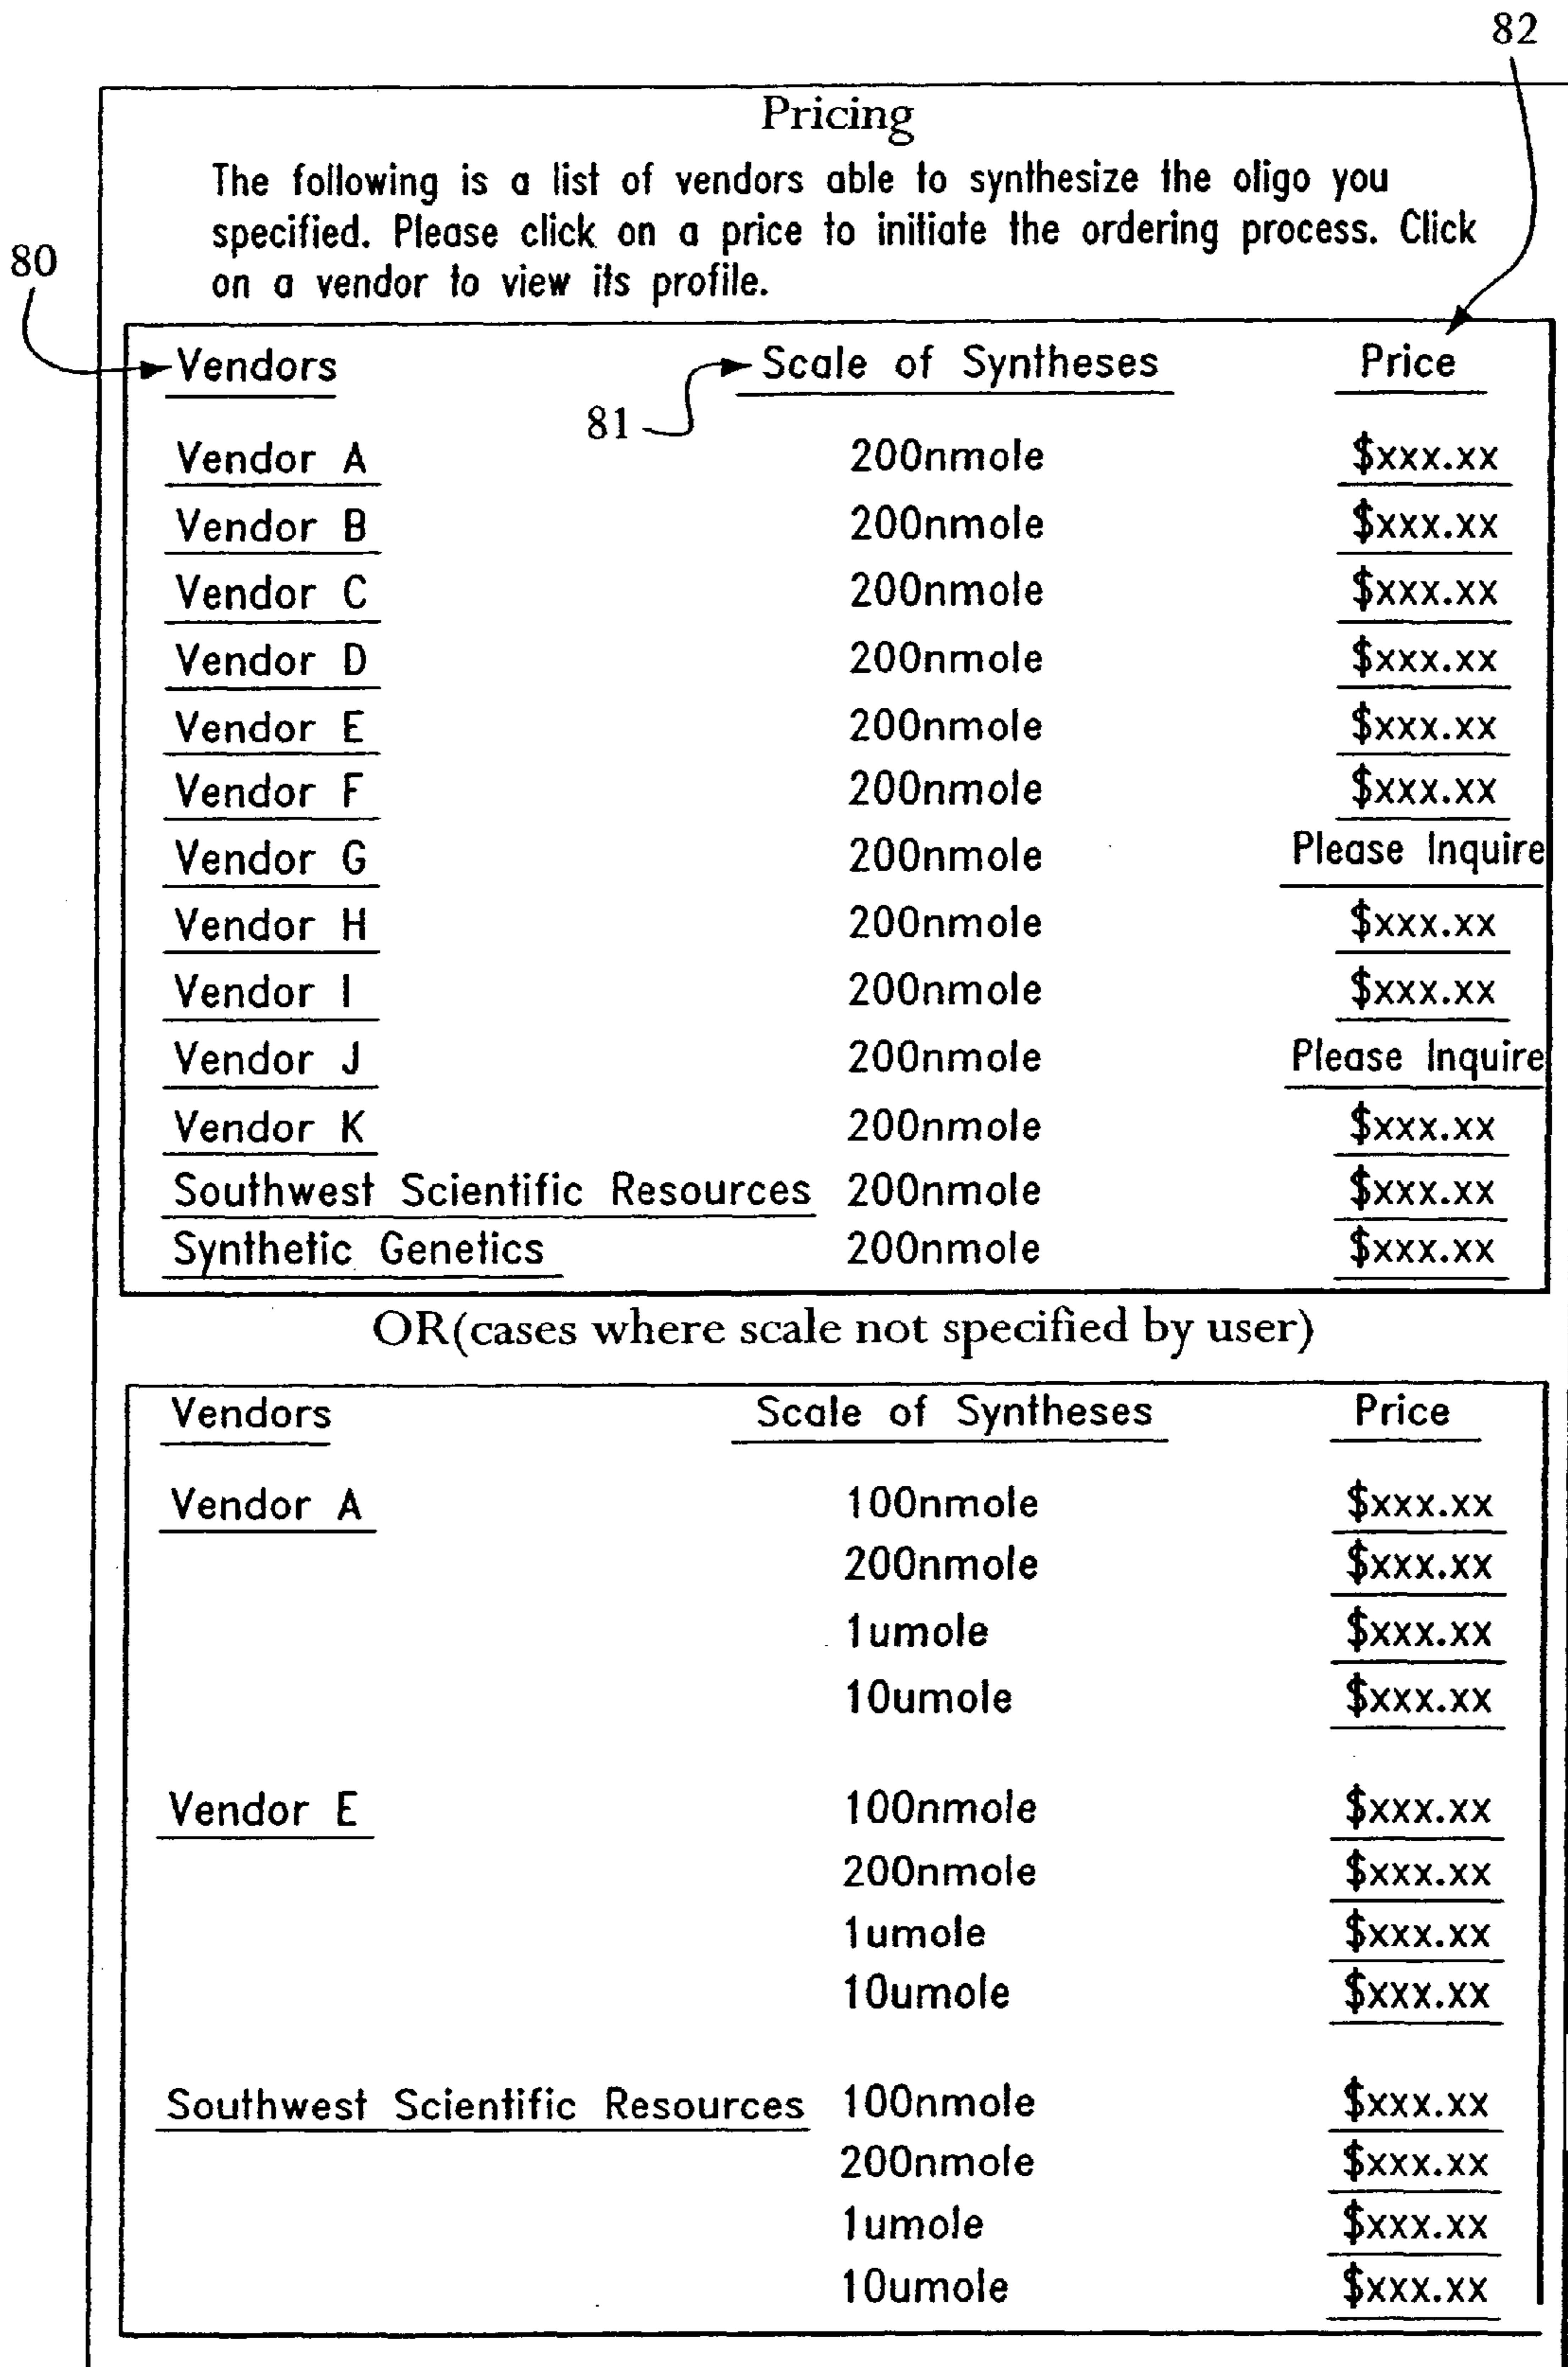 82
Pricing
The following is a list of vendors able to synthesize the oligo you
specified. Please click on a price to initiate the ordering process. Click
on a vendor to view its profile.
80
Vendors Scale of Syntheses Price
81
Vendor A 200nmole $xxx.xx
Vendor B 200nmole $xxx.xx
Vendor C 200nmole $xxx.xx
Vendor D 200nmole $xxx.xx
Vendor E 200nmole $xxx.xx
Vendor F 200nmole $xxx.xx
Vendor G 200nmole Please Inquire
Vendor H 200nmole $xxx.xx
Vendor I 200nmole $xxx.xx
Vendor J 200nmole Please Inquire
Vendor K 200nmole $xxx.xx
Southwest Scientific Resources 200nmole $xxx.xx
Synthetic Genetics 200nmole $xxx.xx
OR(cases where scale not specified by user)
Vendors Scale of Syntheses Price
Vendor A 100nmole $xxx.xx
200nmole $xxx.xx
1umole $xxx.xx
10umole $xxx.xx
Vendor E 100nmole $xxx.xx
200nmole $xxx.xx
1umole $xxx.xx
10umole $xxx.xx
Southwest Scientific Resources 100nmole $xxx.xx
200nmole $xxx.xx
1umole $xxx.xx
10umole $xxx.xx